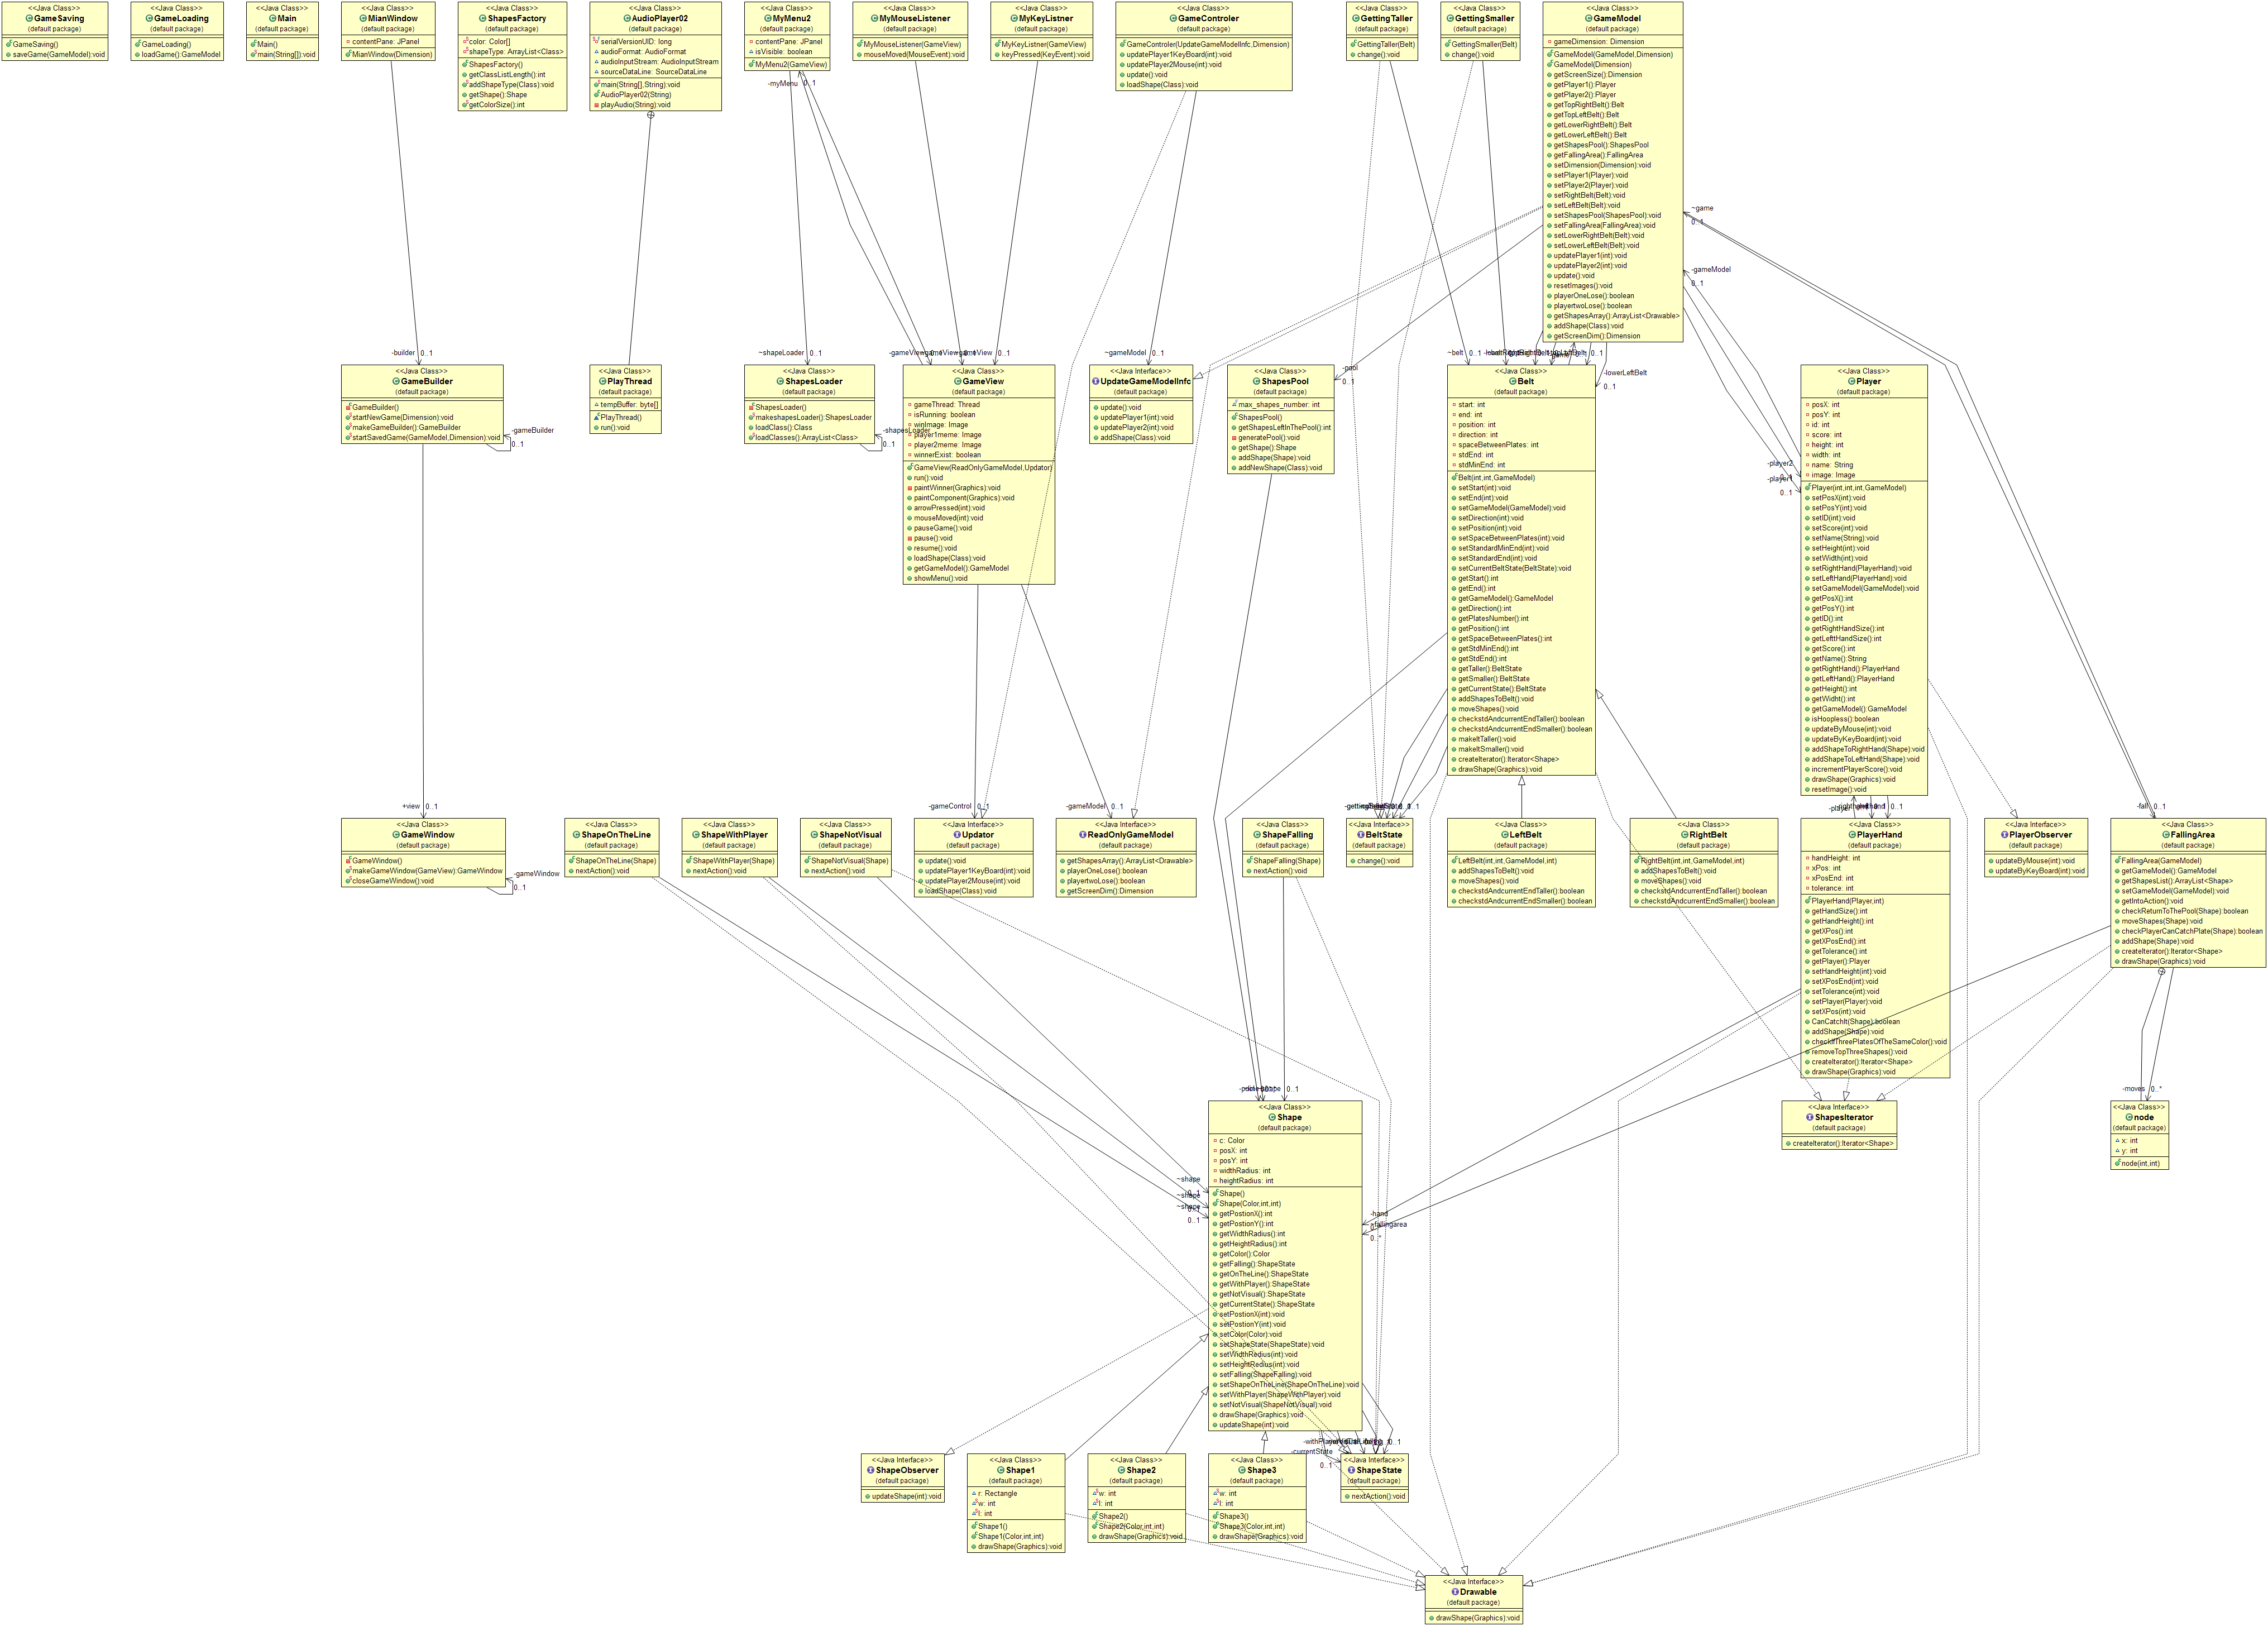 <<Java Class>>
GameSaving
(default package)
GameSaving()
saveGame(GameModel):void
<<Java Class>>
GameLoading
(default package)
GameLoading()
loadGame():GameModel
<<Java Class>>
Main
(default package)
Main()
main(String[]):void
<<Java Class>>
MianWindow
(default package)
contentPane: JPanel
MianWindow(Dimension)
<<Java Class>>
ShapesFactory
(default package)
color: Color[]
shapeType: ArrayList<Class>
ShapesFactory()
getClassListLength():int
addShapeType(Class):void
getShape():Shape
getColorSize():int
<<Java Class>>
AudioPlayer02
(default package)
serialVersionUID: long
audioFormat: AudioFormat
audioInputStream: AudioInputStream
sourceDataLine: SourceDataLine
main(String[],String):void
AudioPlayer02(String)
playAudio(String):void
<<Java Class>>
MyMenu2
(default package)
contentPane: JPanel
isVisible: boolean
MyMenu2(GameView)
-myMenu 0..1
<<Java Class>>
MyMouseListener
(default package)
MyMouseListener(GameView)
mouseMoved(MouseEvent):void
<<Java Class>>
MyKeyListner
(default package)
MyKeyListner(GameView)
keyPressed(KeyEvent):void
<<Java Class>>
GameControler
(default package)
GameControler(UpdateGameModelInfc,Dimension)
updatePlayer1KeyBoard(int):void
updatePlayer2Mouse(int):void
update():void
loadShape(Class):void
<<Java Class>>
GettingTaller
(default package)
GettingTaller(Belt)
change():void
<<Java Class>>
GettingSmaller
(default package)
GettingSmaller(Belt)
change():void
<<Java Class>>
GameModel
(default package)
gameDimension: Dimension
GameModel(GameModel,Dimension)
GameModel(Dimension)
getScreenSize():Dimension
getPlayer1():Player
getPlayer2():Player
getTopRightBelt():Belt
getTopLeftBelt():Belt
getLowerRightBelt():Belt
getLowerLeftBelt():Belt
getShapesPool():ShapesPool
getFallingArea():FallingArea
setDimension(Dimension):void
setPlayer1(Player):void
setPlayer2(Player):void
setRightBelt(Belt):void
setLeftBelt(Belt):void
setShapesPool(ShapesPool):void
setFallingArea(FallingArea):void
setLowerRightBelt(Belt):void
setLowerLeftBelt(Belt):void
updatePlayer1(int):void
updatePlayer2(int):void
update():void
resetImages():void
playerOneLose():boolean
playertwoLose():boolean
getShapesArray():ArrayList<Drawable>
addShape(Class):void
getScreenDim():Dimension
~game
0..1
-gameModel
0..1
-builder 0..1
<<Java Class>>
GameBuilder
(default package)
GameBuilder()
startNewGame(Dimension):void
makeGameBuilder():GameBuilder
startSavedGame(GameModel,Dimension):void
-gameBuilder
0..1
<<Java Class>>
PlayThread
(default package)
tempBuffer: byte[]
PlayThread()
run():void
~shapeLoader 0..1
<<Java Class>>
ShapesLoader
(default package)
ShapesLoader()
makeshapesLoader():ShapesLoader
loadClass():Class
loadClasses():ArrayList<Class>
-shapesLoader
0..1
0..1
<<Java Class>>
GameView
(default package)
gameThread: Thread
isRunning: boolean
winImage: Image
player1meme: Image
player2meme: Image
winnerExist: boolean
GameView(ReadOnlyGameModel,Updator)
run():void
paintWinner(Graphics):void
paintComponent(Graphics):void
arrowPressed(int):void
mouseMoved(int):void
pauseGame():void
pause():void
resume():void
loadShape(Class):void
getGameModel():GameModel
showMenu():void
~gameModel 0..1
<<Java Interface>>
UpdateGameModelInfc
(default package)
update():void
updatePlayer1(int):void
updatePlayer2(int):void
addShape(Class):void
-pool
0..1
<<Java Class>>
ShapesPool
(default package)
max_shapes_number: int
ShapesPool()
getShapesLeftInThePool():int
generatePool():void
getShape():Shape
addShape(Shape):void
addNewShape(Class):void
~belt 0..1
-lowerLeftBelt
0..1
<<Java Class>>
Belt
(default package)
start: int
end: int
position: int
direction: int
spaceBetweenPlates: int
stdEnd: int
stdMinEnd: int
Belt(int,int,GameModel)
setStart(int):void
setEnd(int):void
setGameModel(GameModel):void
setDirection(int):void
setPosition(int):void
setSpaceBetweenPlates(int):void
setStandardMinEnd(int):void
setStandardEnd(int):void
setCurrentBeltState(BeltState):void
getStart():int
getEnd():int
getGameModel():GameModel
getDirection():int
getPlatesNumber():int
getPosition():int
getSpaceBetweenPlates():int
getStdMinEnd():int
getStdEnd():int
getTaller():BeltState
getSmaller():BeltState
getCurrentState():BeltState
addShapesToBelt():void
moveShapes():void
checkstdAndcurrentEndTaller():boolean
checkstdAndcurrentEndSmaller():boolean
makeItTaller():void
makeItSmaller():void
createIterator():Iterator<Shape>
drawShape(Graphics):void
-player2
-player1
0..1
<<Java Class>>
Player
(default package)
posX: int
posY: int
id: int
score: int
height: int
width: int
name: String
image: Image
Player(int,int,int,GameModel)
setPosX(int):void
setPosY(int):void
setID(int):void
setScore(int):void
setName(String):void
setHeight(int):void
setWidth(int):void
setRightHand(PlayerHand):void
setLeftHand(PlayerHand):void
setGameModel(GameModel):void
getPosX():int
getPosY():int
getID():int
getRightHandSize():int
getLefttHandSize():int
getScore():int
getName():String
getRightHand():PlayerHand
getLeftHand():PlayerHand
getHeight():int
getWidht():int
getGameModel():GameModel
isHoopless():boolean
updateByMouse(int):void
updateByKeyBoard(int):void
addShapeToRightHand(Shape):void
addShapeToLeftHand(Shape):void
incrementPlayerScore():void
drawShape(Graphics):void
resetImage():void
+view 0..1
<<Java Class>>
GameWindow
(default package)
GameWindow()
makeGameWindow(GameView):GameWindow
closeGameWindow():void
-gameWindow
0..1
<<Java Class>>
ShapeOnTheLine
(default package)
ShapeOnTheLine(Shape)
nextAction():void
<<Java Class>>
ShapeWithPlayer
(default package)
ShapeWithPlayer(Shape)
nextAction():void
<<Java Class>>
ShapeNotVisual
(default package)
ShapeNotVisual(Shape)
nextAction():void
-gameControl 0..1
<<Java Interface>>
Updator
(default package)
update():void
updatePlayer1KeyBoard(int):void
updatePlayer2Mouse(int):void
loadShape(Class):void
-gameModel 0..1
<<Java Interface>>
ReadOnlyGameModel
(default package)
getShapesArray():ArrayList<Drawable>
playerOneLose():boolean
playertwoLose():boolean
getScreenDim():Dimension
<<Java Class>>
ShapeFalling
(default package)
ShapeFalling(Shape)
nextAction():void
0..1
<<Java Interface>>
BeltState
(default package)
change():void
<<Java Class>>
LeftBelt
(default package)
LeftBelt(int,int,GameModel,int)
addShapesToBelt():void
moveShapes():void
checkstdAndcurrentEndTaller():boolean
checkstdAndcurrentEndSmaller():boolean
<<Java Class>>
RightBelt
(default package)
RightBelt(int,int,GameModel,int)
addShapesToBelt():void
moveShapes():void
checkstdAndcurrentEndTaller():boolean
checkstdAndcurrentEndSmaller():boolean
-player
0..1
<<Java Class>>
PlayerHand
(default package)
handHeight: int
xPos: int
xPosEnd: int
tolerance: int
PlayerHand(Player,int)
getHandSize():int
getHandHeight():int
getXPos():int
getXPosEnd():int
getTolerance():int
getPlayer():Player
setHandHeight(int):void
setXPosEnd(int):void
setTolerance(int):void
setPlayer(Player):void
setXPos(int):void
CanCatchIt(Shape):boolean
addShape(Shape):void
checkIfThreePlatesOfTheSameColor():void
removeTopThreeShapes():void
createIterator():Iterator<Shape>
drawShape(Graphics):void
<<Java Interface>>
PlayerObserver
(default package)
updateByMouse(int):void
updateByKeyBoard(int):void
-fall 0..1
<<Java Class>>
FallingArea
(default package)
FallingArea(GameModel)
getGameModel():GameModel
getShapesList():ArrayList<Shape>
setGameModel(GameModel):void
getIntoAction():void
checkReturnToThePool(Shape):boolean
moveShapes(Shape):void
checkPlayerCanCatchPlate(Shape):boolean
addShape(Shape):void
createIterator():Iterator<Shape>
drawShape(Graphics):void
0..1
<<Java Class>>
Shape
(default package)
c: Color
posX: int
posY: int
widthRadius: int
heightRadius: int
Shape()
Shape(Color,int,int)
getPostionX():int
getPostionY():int
getWidthRadius():int
getHeightRadius():int
getColor():Color
getFalling():ShapeState
getOnTheLine():ShapeState
getWithPlayer():ShapeState
getNotVisual():ShapeState
getCurrentState():ShapeState
setPostionX(int):void
setPostionY(int):void
setColor(Color):void
setShapeState(ShapeState):void
setWidthRedius(int):void
setHeightRedius(int):void
setFalling(ShapeFalling):void
setShapeOnTheLine(ShapeOnTheLine):void
setWithPlayer(ShapeWithPlayer):void
setNotVisual(ShapeNotVisual):void
drawShape(Graphics):void
updateShape(int):void
~shape
~shape
~shape
0..1
-hand
-fallingarea
0..*
<<Java Interface>>
ShapesIterator
(default package)
createIterator():Iterator<Shape>
-moves 0..*
<<Java Class>>
node
(default package)
x: int
y: int
node(int,int)
<<Java Interface>>
ShapeObserver
(default package)
updateShape(int):void
<<Java Class>>
Shape1
(default package)
r: Rectangle
w: int
l: int
Shape1()
Shape1(Color,int,int)
drawShape(Graphics):void
<<Java Class>>
Shape2
(default package)
w: int
l: int
Shape2()
Shape2(Color,int,int)
drawShape(Graphics):void
<<Java Class>>
Shape3
(default package)
w: int
l: int
Shape3()
Shape3(Color,int,int)
drawShape(Graphics):void
-currentState
0..1
0..1
<<Java Interface>>
ShapeState
(default package)
nextAction():void
<<Java Interface>>
Drawable
(default package)
drawShape(Graphics):void